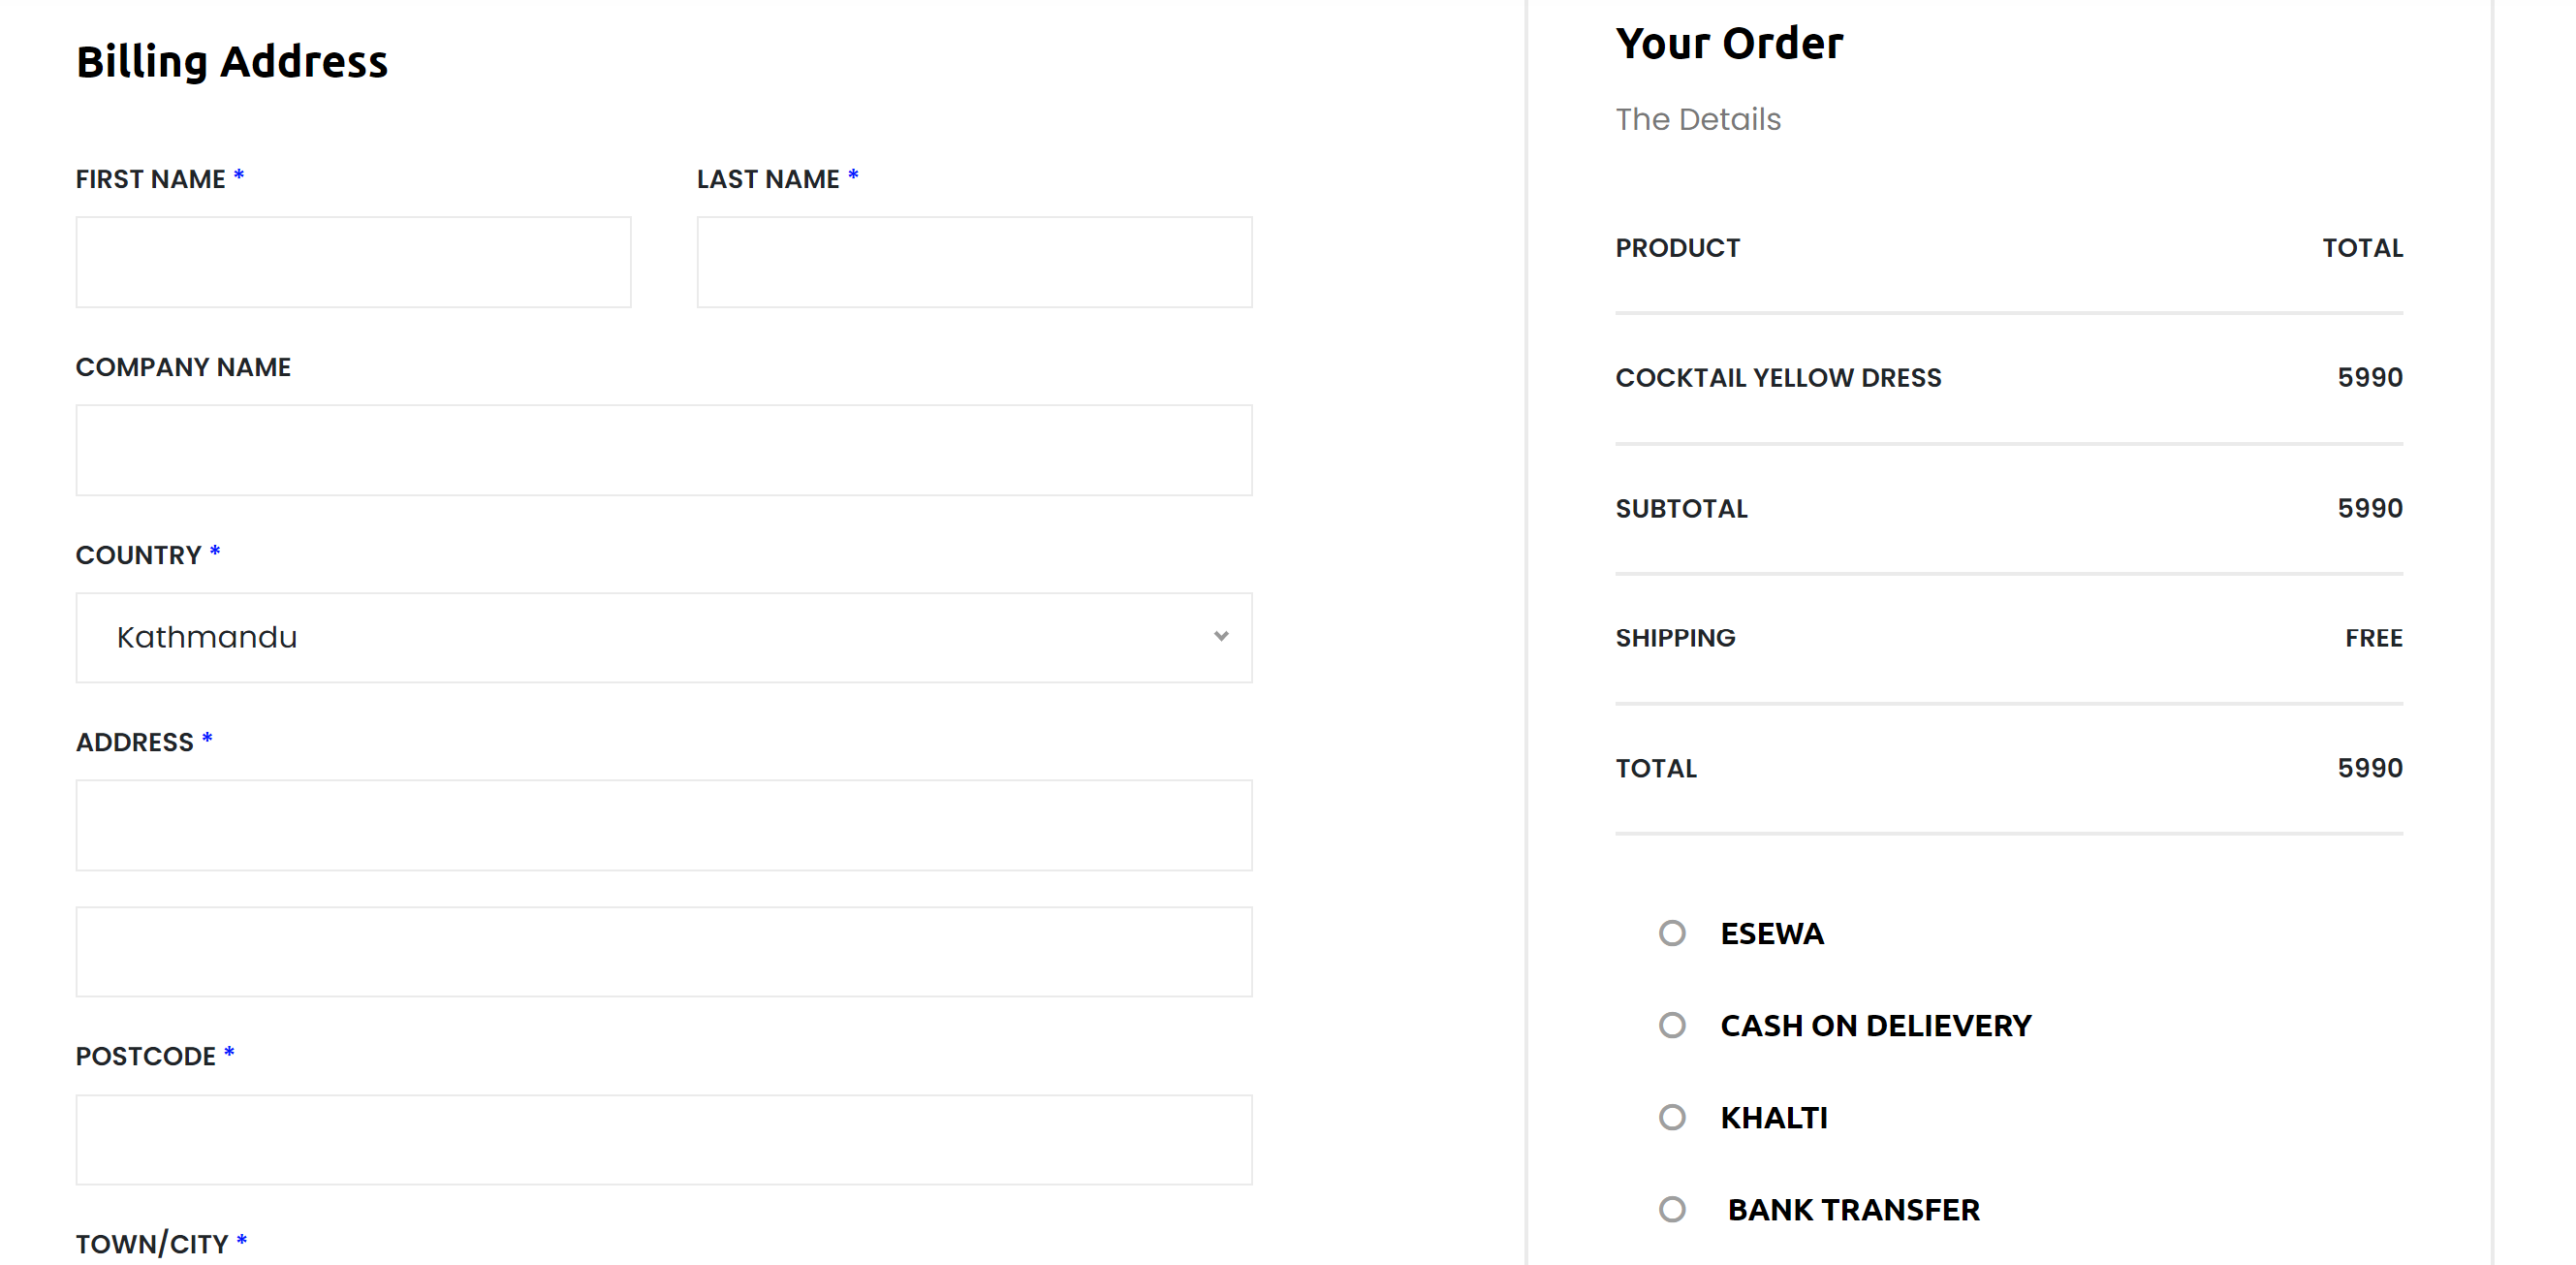 Billing Address
FIRST NAME *
LAST NAME *
COMPANY NAME
COUNTRY *
Kathmandu
ADDRESS *
POSTCODE *
TOWN/CITY *
Your Order
The Details
PRODUCT TOTAL
COCKTAIL YELLOW DRESS 5990
SUBTOTAL 5990
SHIPPING FREE
TOTAL 5990
ESEWA
CASH ON DELIEVERY
KHALTI
BANK TRANSFER